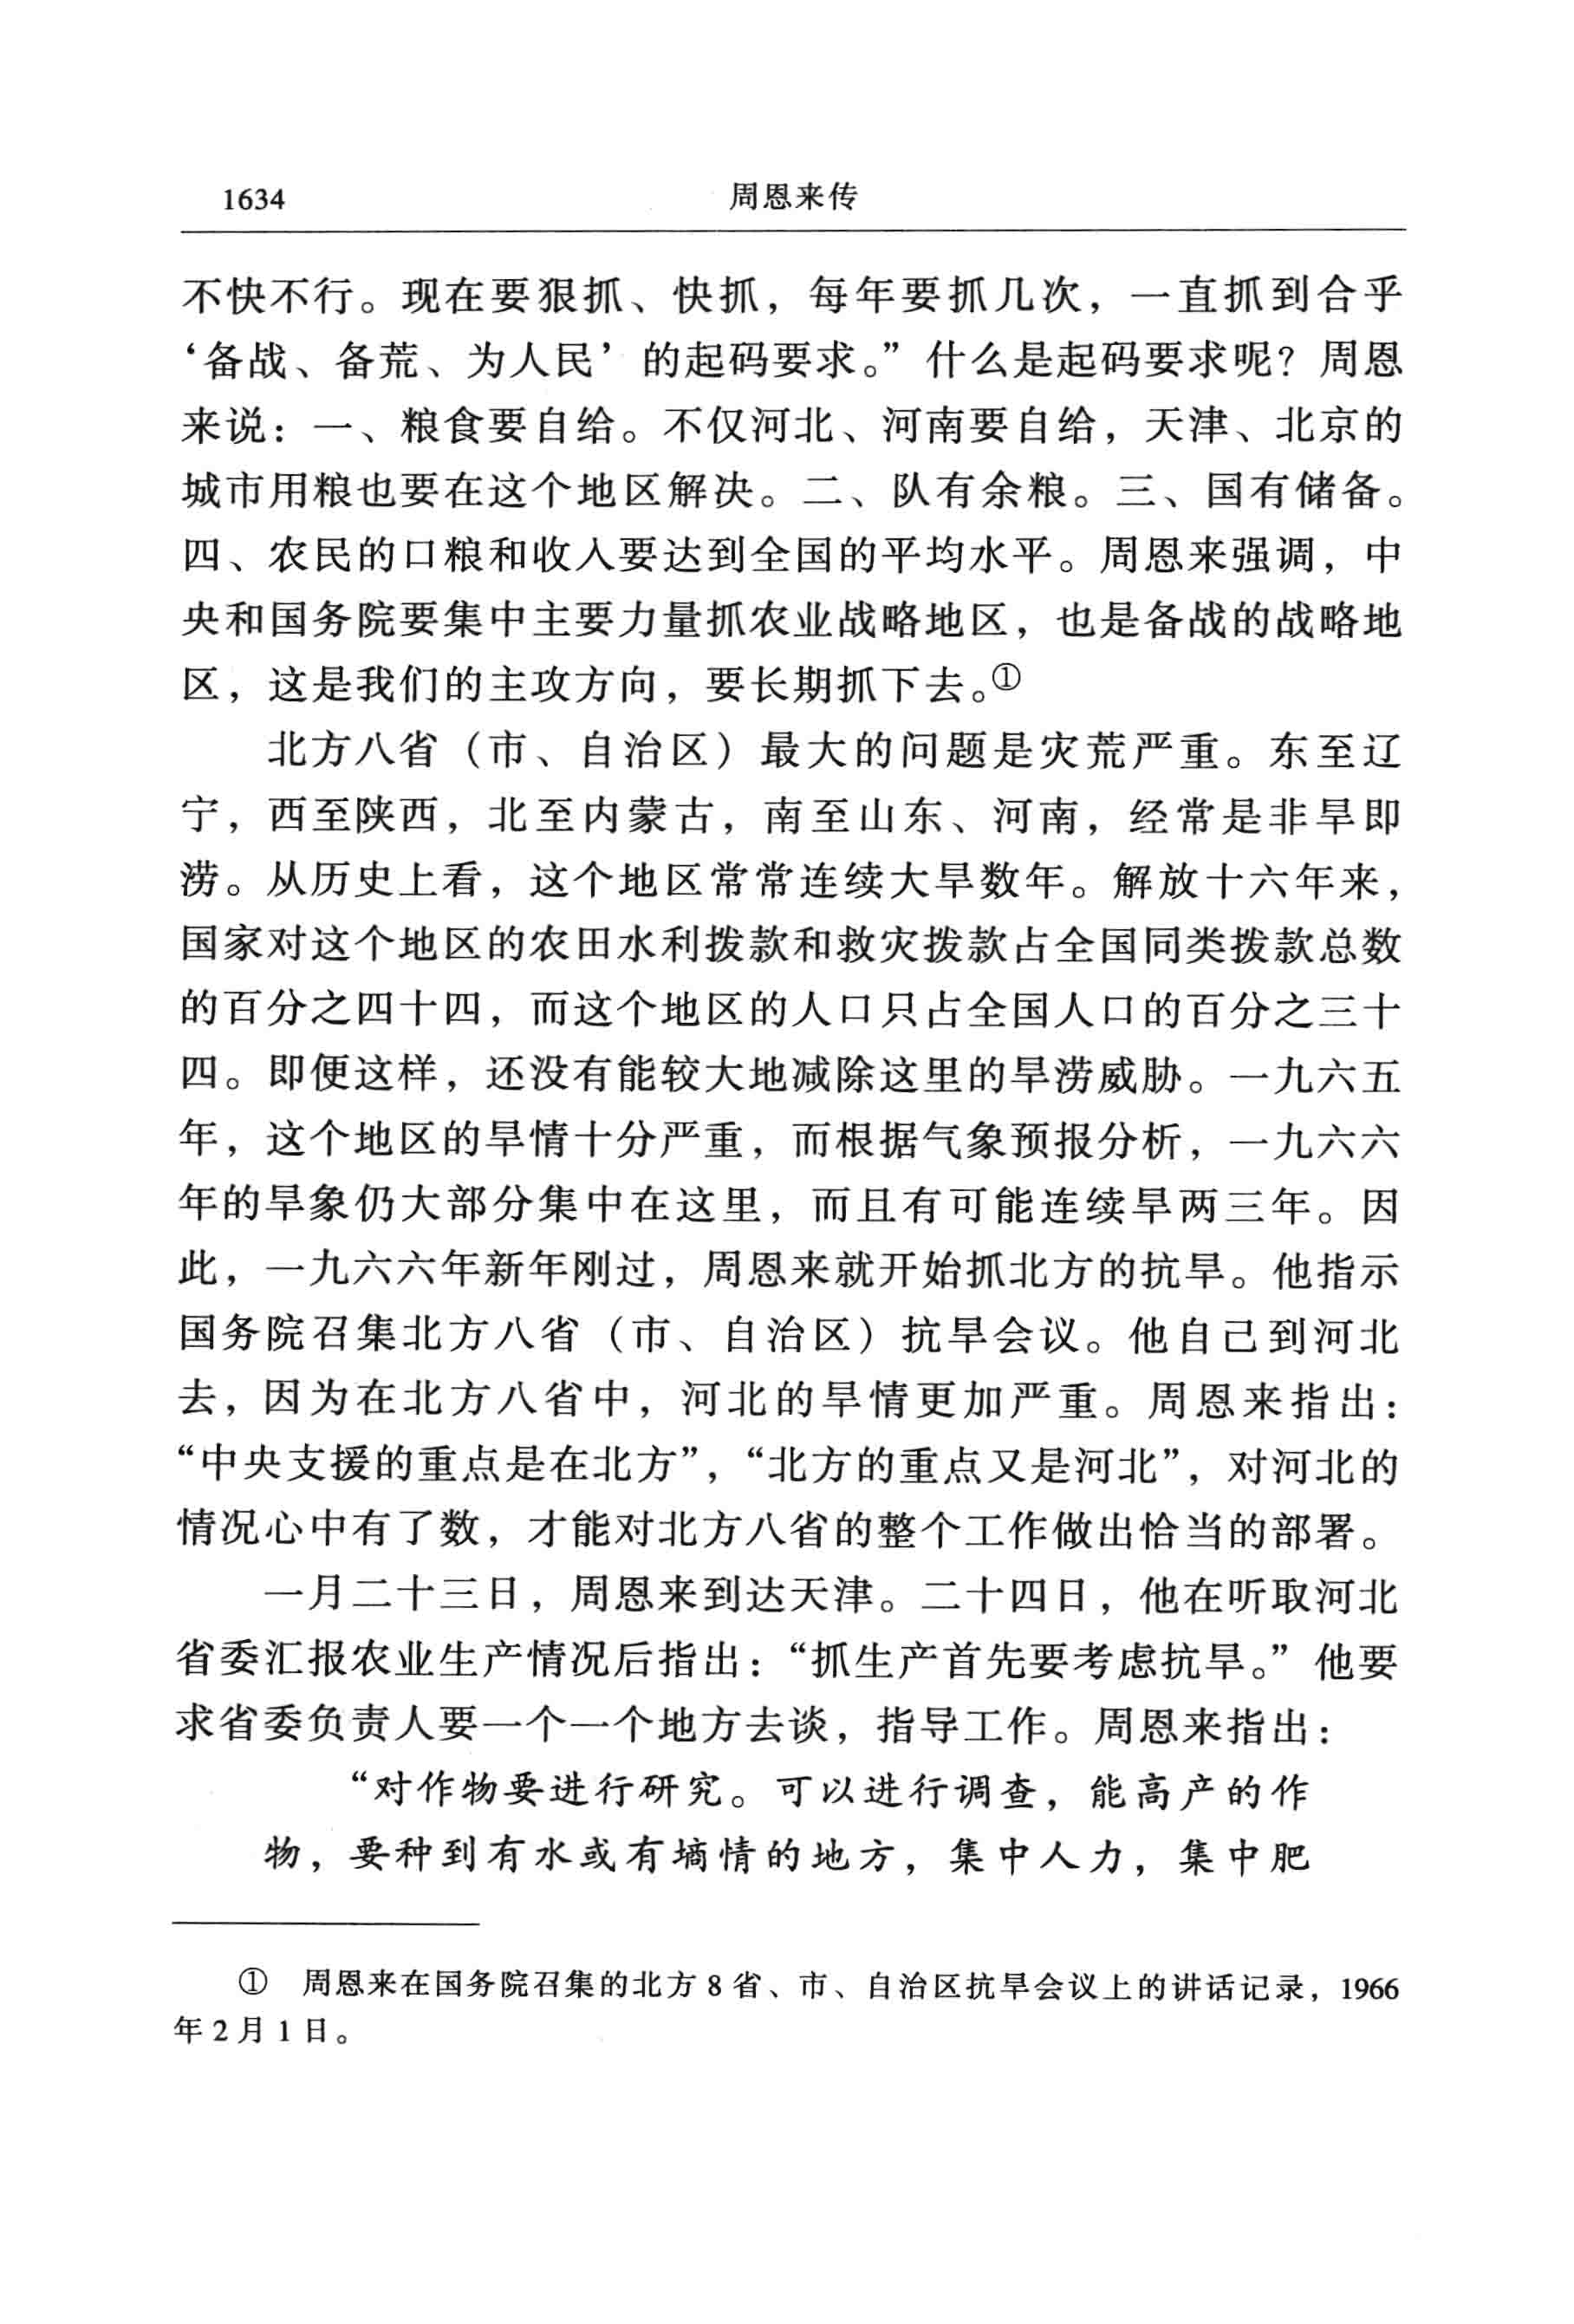 1634
周恩来传
不快不行。现在要狠抓、快抓，每年要抓几次，一直抓到合乎
‘备战、备荒、为人民’的起码要求。”什么是起码要求呢？周恩
来说：一、粮食要自给。不仅河北、河南要自给，天津、北京的
城市用粮也要在这个地区解决。二、队有余粮。三、国有储备。
四、农民的口粮和收入要达到全国的平均水平。周恩来强调，中
央和国务院要集中主要力量抓农业战略地区，也是备战的战略地
区，这是我们的主攻方向，要长期抓下去。①
北方八省（市、自治区）最大的问题是灾荒严重。东至辽
宁，西至陕西，北至内蒙古，南至山东、河南，经常是非旱即
涝。从历史上看，这个地区常常连续大旱数年。解放十六年来，
国家对这个地区的农田水利拨款和救灾拨款占全国同类拨款总数
的百分之四十四，而这个地区的人口只占全国人口的百分之三十
四。即便这样，还没有能较大地减除这里的旱涝威胁。一九六五
年，这个地区的旱情十分严重，而根据气象预报分析，一九六六
年的旱象仍大部分集中在这里，而且有可能连续旱两三年。因
此，一九六六年新年刚过，周恩来就开始抓北方的抗旱。他指示
国务院召集北方八省（市、自治区）抗旱会议。他自己到河北
去，因为在北方八省中，河北的旱情更加严重。周恩来指出：
“中央支援的重点是在北方”，“北方的重点又是河北”，对河北的
情况心中有了数，才能对北方八省的整个工作做出恰当的部署。
一月二十三日，周恩来到达天津。二十四日，他在听取河北
省委汇报农业生产情况后指出：“抓生产首先要考虑抗旱。”他要
求省委负责人要一个一个地方去谈，指导工作。周恩来指出：
“对作物要进行研究。可以进行调查，能高产的作
物，要种到有水或有墒情的地方，集中人力，集中肥
① 周恩来在国务院召集的北方8省、市、自治区抗旱会议上的讲话记录，1966
年2月1日。